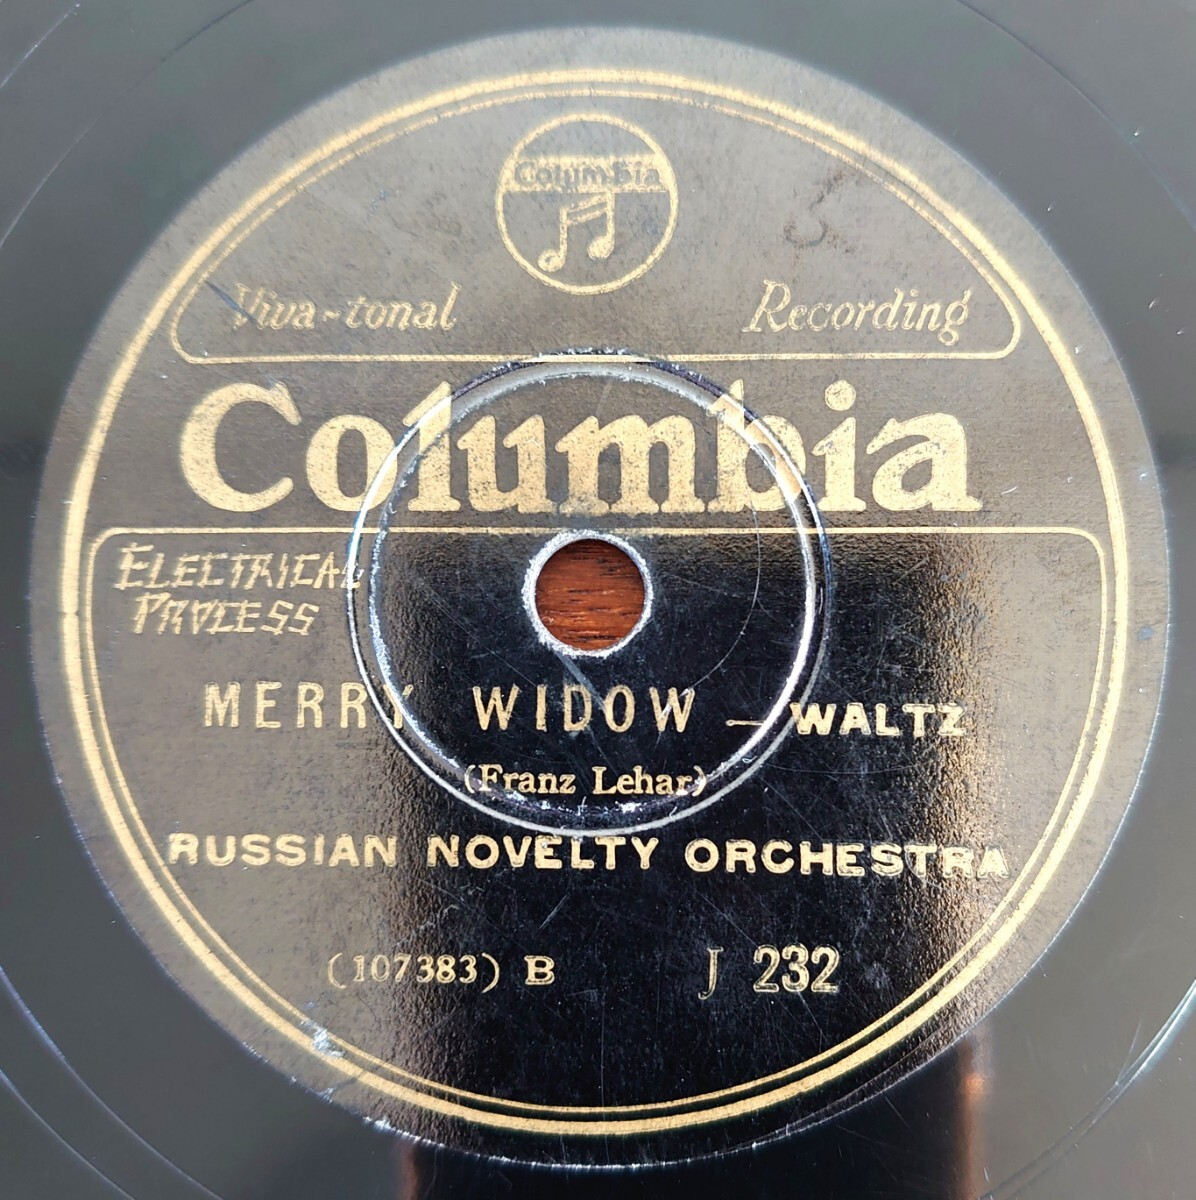 Columbia
Viva-tonal Recording
Columbia
ELECTRICAL
PROCESS
MERRY WIDOW - WALTZ
(Franz Lehar)
RUSSIAN NOVELTY ORCHESTRA
(107383) B J 232